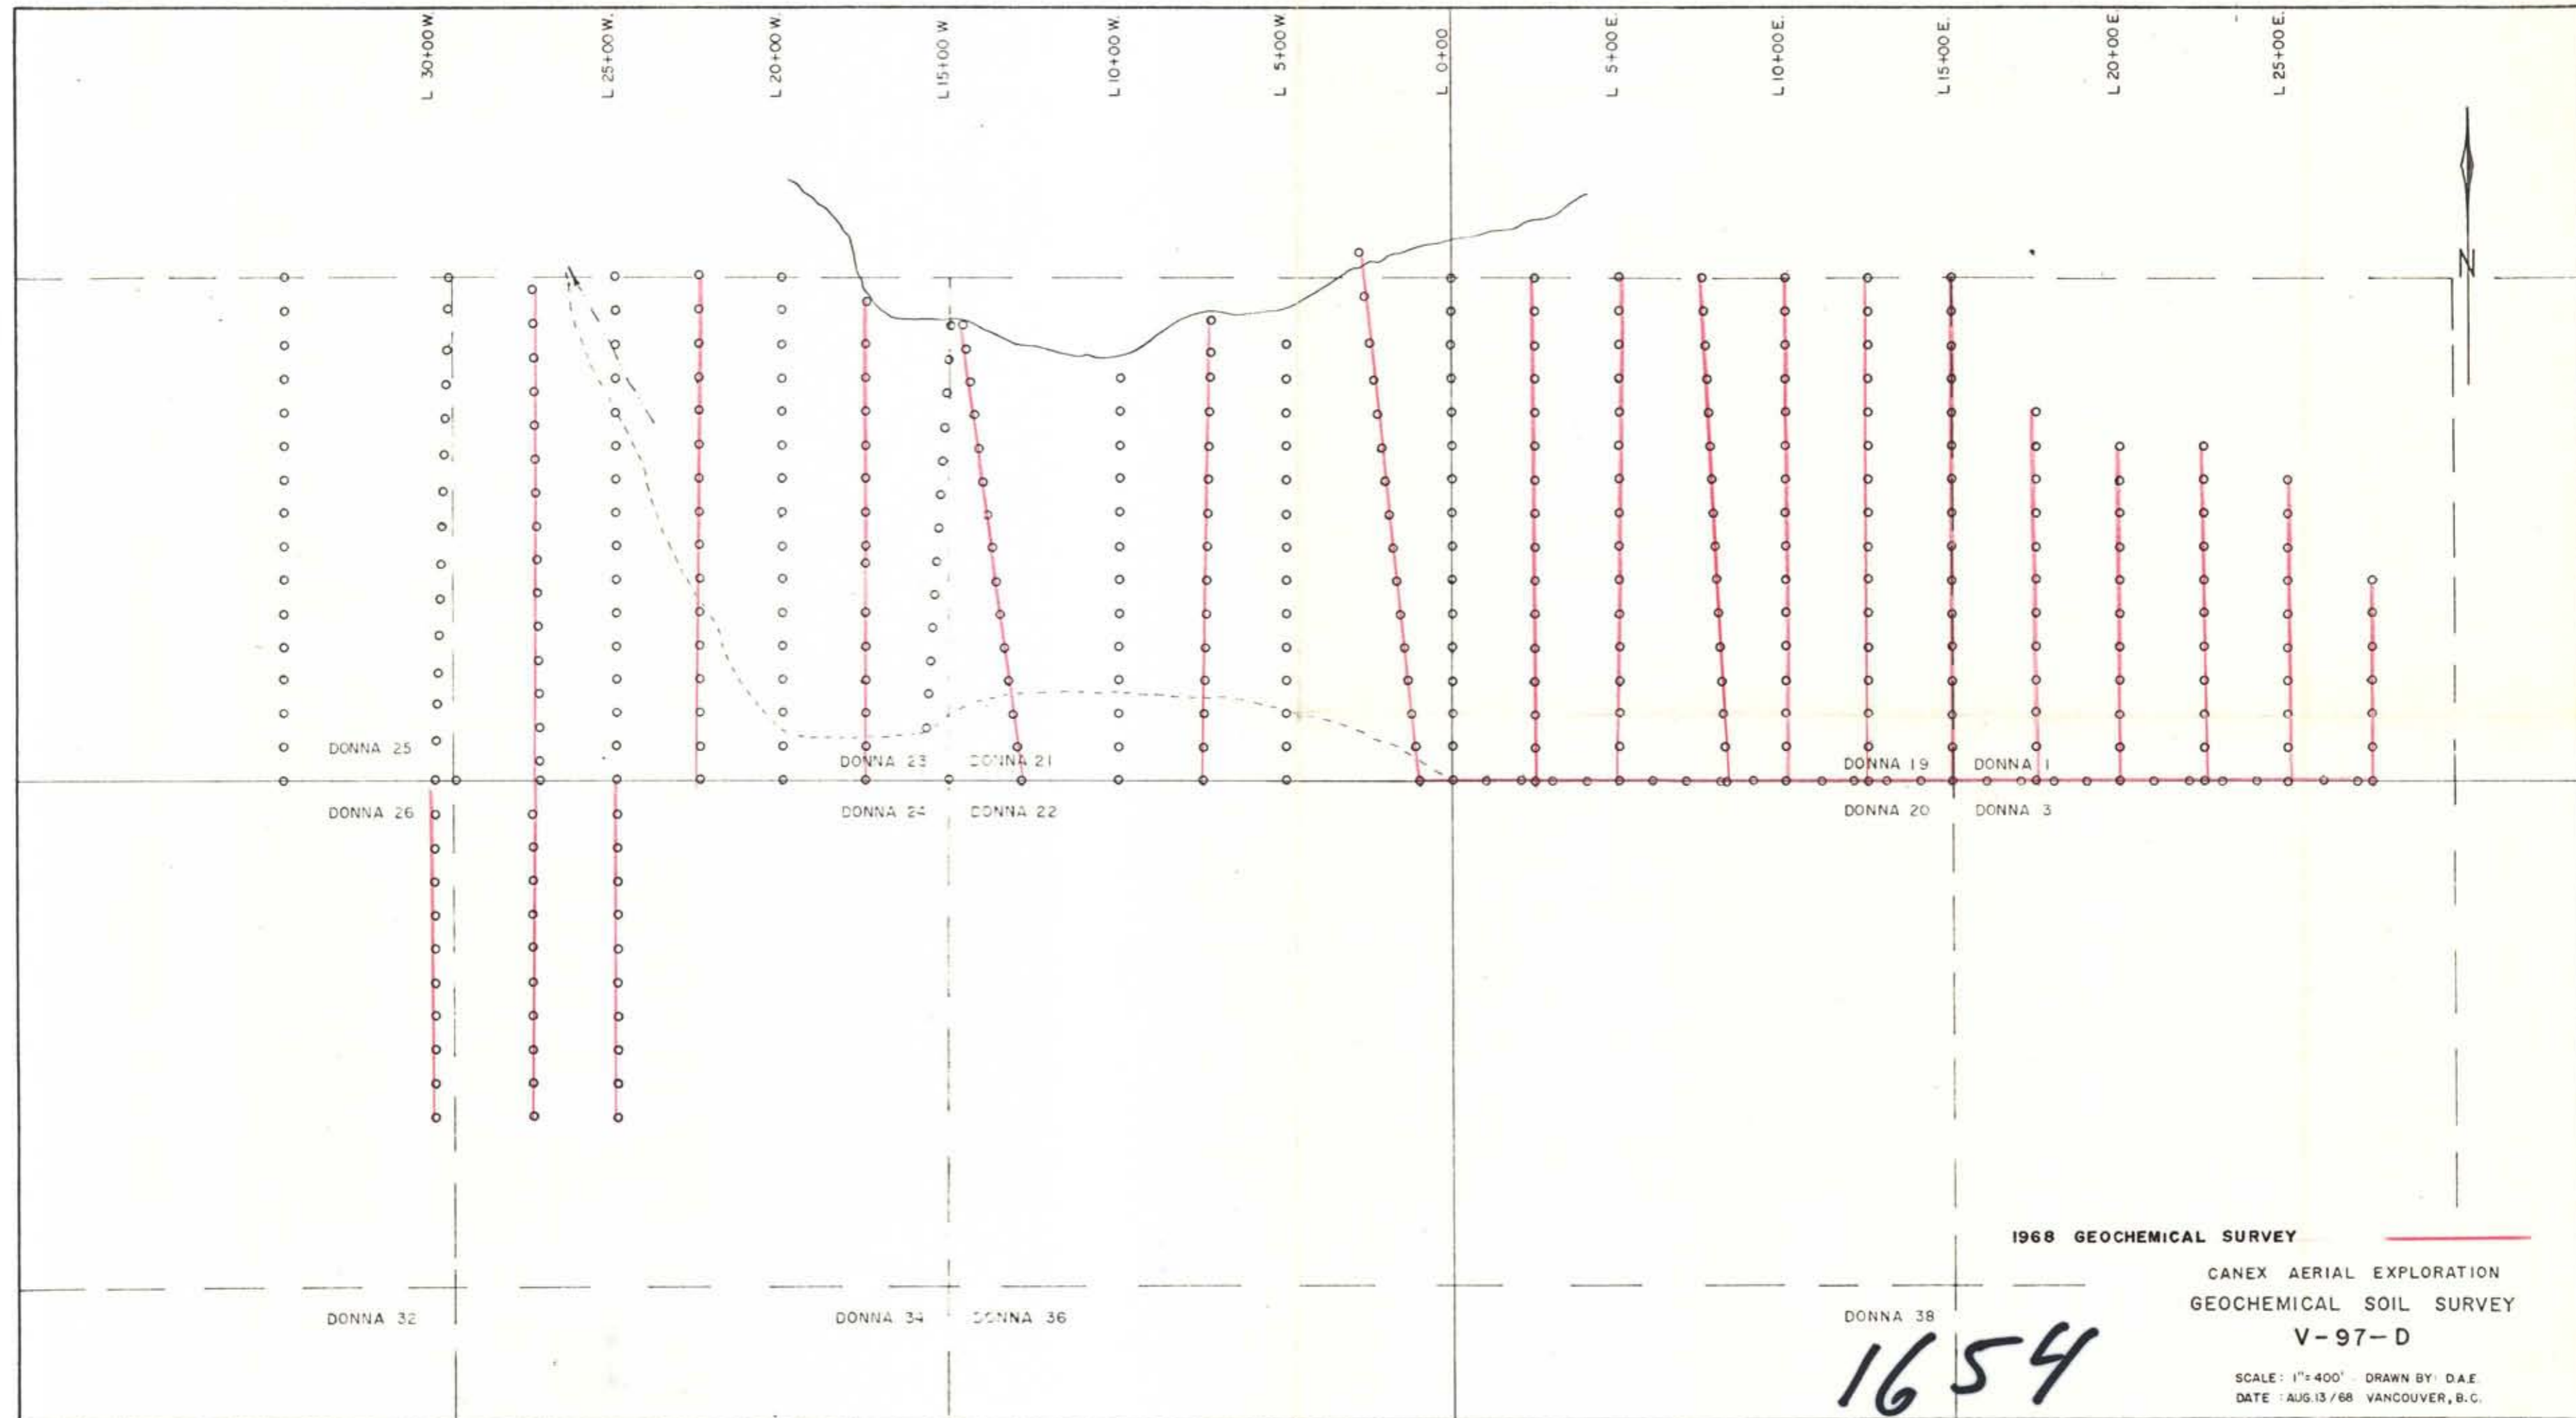 L 30+00 W.
L 25+00 W.
L 20+00 W.
L 15+00 W
L 10+00 W.
L 5+00 W.
L 0+00
L 5+00 E.
L 10+00 E.
L 15+00 E.
L 20+00 E
L 25+00 E.
N
DONNA 25
DONNA 23
DONNA 21
DONNA 19
DONNA 1
DONNA 26
DONNA 24
DONNA 22
DONNA 20
DONNA 3
1968 GEOCHEMICAL SURVEY
CANEX AERIAL EXPLORATION
GEOCHEMICAL SOIL SURVEY
V-97-D
DONNA 32
DONNA 34
DONNA 36
DONNA 38
1654
SCALE : 1"=400' DRAWN BY : D.A.E.
DATE : AUG.13/68 VANCOUVER, B.C.